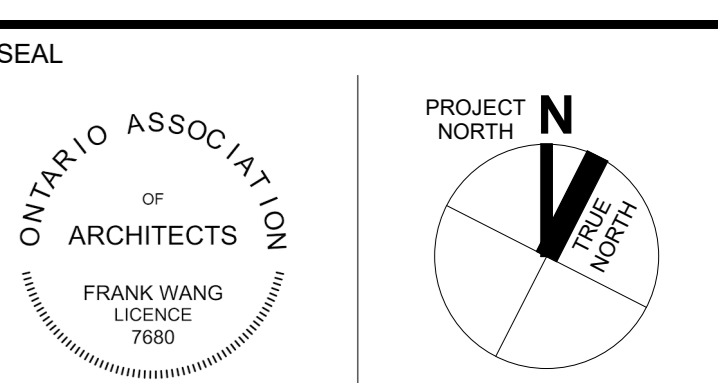 SEAL
ONTARIO ASSOCIATION
OF
ARCHITECTS
FRANK WANG
LICENCE
7680
PROJECT
NORTH
N
TRUE
NORTH